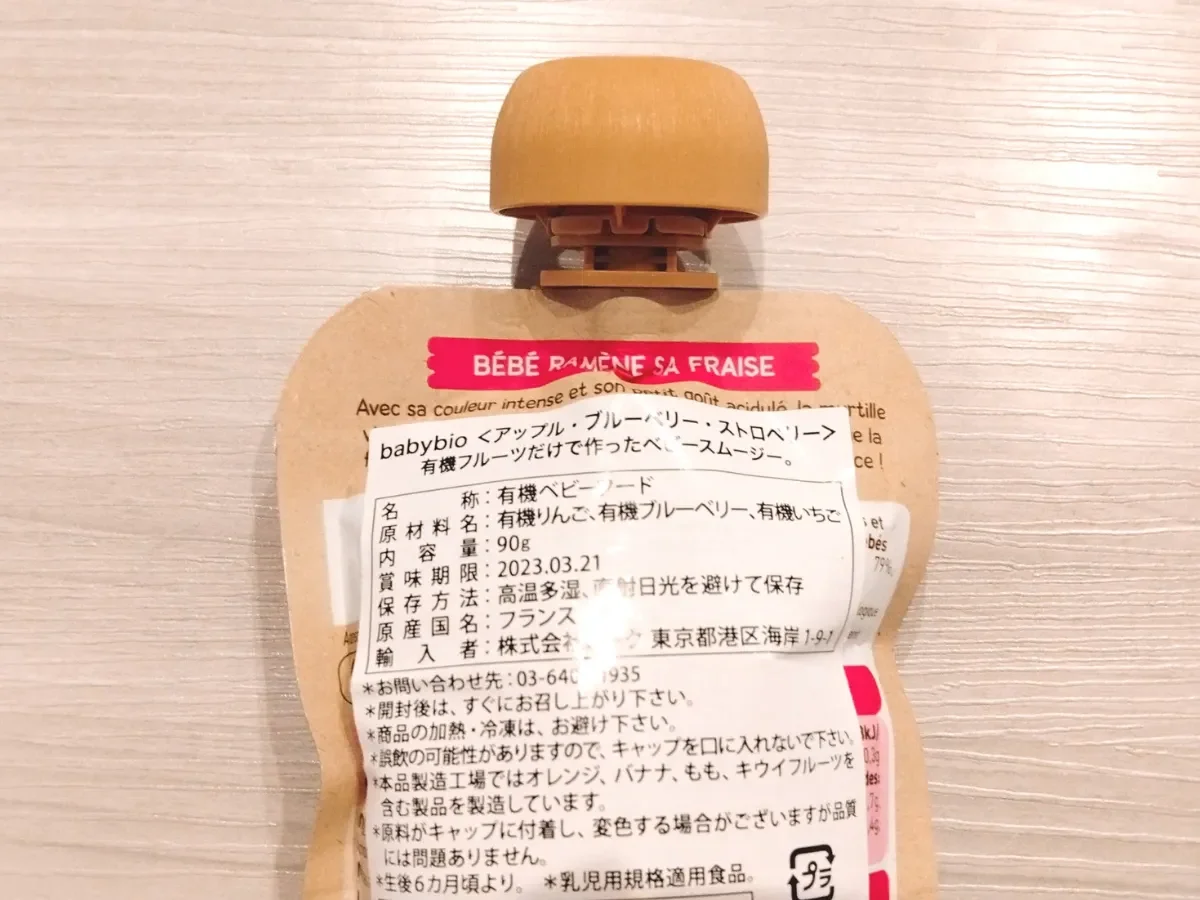 BÉBÉ RAMÈNE SA FRAISE
Avec sa couleur intense et son petit goût acidulé, la myrtille
e la
ce !
babybio <アップル・ブルーベリー・ストロベリー>
有機フルーツだけで作ったベビースムージー。
名称:有機ベビーフード
原材料名:有機りんご、有機ブルーベリー、有機いちご
内容量:90g
賞味期限:2023.03.21
保存方法:高温多湿、直射日光を避けて保存
原産国名:フランス
輸入者:株式会社 東京都港区海岸1-9-1
*お問い合わせ先:03-640 1935
*開封後は、すぐにお召し上がり下さい。
*商品の加熱・冷凍は、お避け下さい。
*誤飲の可能性がありますので、キャップを口に入れないで下さい。
*本品製造工場ではオレンジ、バナナ、もも、キウイフルーツを
含む製品を製造しています。
*原料がキャップに付着し、変色する場合がございますが品質
には問題ありません。
*生後6カ月頃より。 *乳児用規格適用食品。
プラ
s et
bés
79%
kJ/
0,3g
des:
,7g
,4g